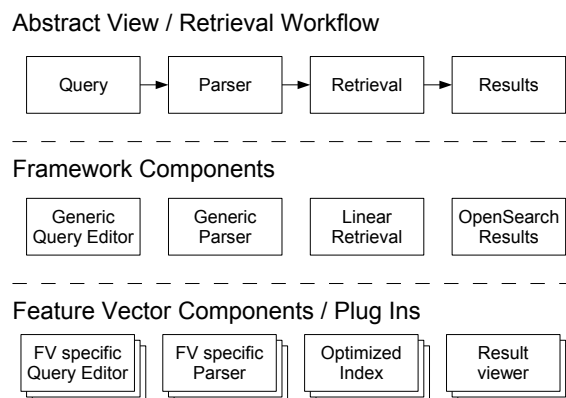 Abstract View / Retrieval Workflow
Query Parser Retrieval Results
Framework Components
Generic Generic Linear OpenSearch
Query Editor Parser Retrieval Results
Feature Vector Components / Plug Ins
FV specific FV specific Optimized Result
Query Editor Parser Index viewer